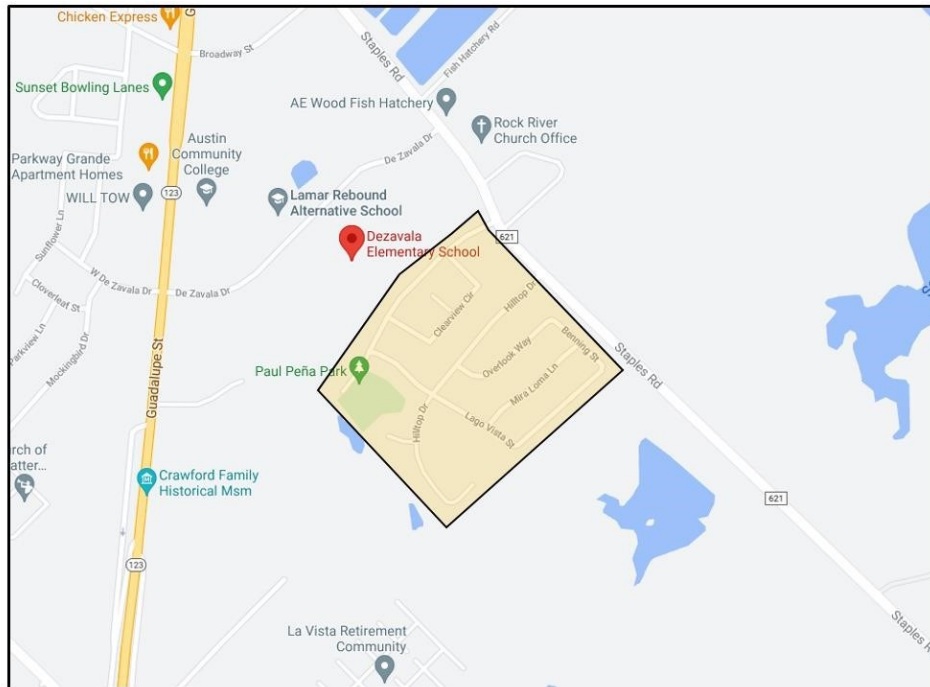 Chicken Express
G
Broadway St
Staples Rd
Fish Hatchery Rd
Sunset Bowling Lanes
AE Wood Fish Hatchery
Rock River
Church Office
Austin
Community
College
De Zavala Dr
Parkway Grande
Apartment Homes
WILL TOW
123
Lamar Rebound
Alternative School
Dezavala
Elementary School
621
Sunflower Ln
W De Zavala Dr
De Zavala Dr
Cloverleaf St
Parkview Ln
Mockingbird Dr
Guadalupe St
Clearview Cir
Hilltop Dr
Overlook Way
Benning St
Staples Rd
Mira Loma Ln
Paul Peña Park
Hilltop Dr
Lago Vista St
rch of
atter...
Crawford Family
Historical Msm
621
123
La Vista Retirement
Community
Staples R